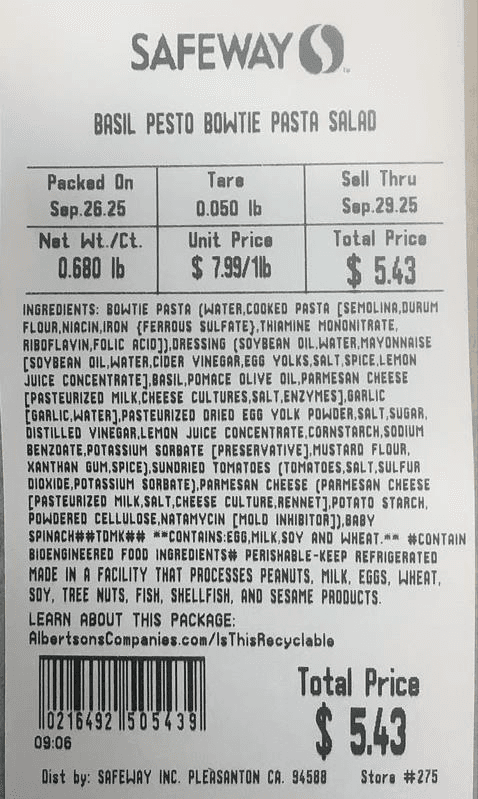 SAFEWAY
BASIL PESTO BOWTIE PASTA SALAD
Packed On Tare Sell Thru
Sep.26.25 0.050 lb Sep.29.25
Net Wt./Ct. Unit Price Total Price
0.680 lb $ 7.99/1lb $ 5.43
INGREDIENTS: BOWTIE PASTA (WATER,COOKED PASTA [SEMOLINA,DURUM
FLOUR,NIACIN,IRON {FERROUS SULFATE},THIAMINE MONONITRATE,
RIBOFLAVIN,FOLIC ACID]),DRESSING (SOYBEAN OIL,WATER,MAYONNAISE
[SOYBEAN OIL,WATER,CIDER VINEGAR,EGG YOLKS,SALT,SPICE,LEMON
JUICE CONCENTRATE],BASIL,POMACE OLIVE OIL,PARMESAN CHEESE
[PASTEURIZED MILK,CHEESE CULTURES,SALT,ENZYMES],GARLIC
[GARLIC,WATER],PASTEURIZED DRIED EGG YOLK POWDER,SALT,SUGAR,
DISTILLED VINEGAR,LEMON JUICE CONCENTRATE,CORNSTARCH,SODIUM
BENZOATE,POTASSIUM SORBATE [PRESERVATIVE],MUSTARD FLOUR,
XANTHAN GUM,SPICE),SUNDRIED TOMATOES (TOMATOES,SALT,SULFUR
DIOXIDE,POTASSIUM SORBATE),PARMESAN CHEESE (PARMESAN CHEESE
[PASTEURIZED MILK,SALT,CHEESE CULTURE,RENNET],POTATO STARCH,
POWDERED CELLULOSE,NATAMYCIN [MOLD INHIBITOR]),BABY
SPINACH##TDMK## **CONTAINS:EGG,MILK,SOY AND WHEAT.** #CONTAIN
BIOENGINEERED FOOD INGREDIENTS# PERISHABLE-KEEP REFRIGERATED
MADE IN A FACILITY THAT PROCESSES PEANUTS, MILK, EGGS, WHEAT,
SOY, TREE NUTS, FISH, SHELLFISH, AND SESAME PRODUCTS.
LEARN ABOUT THIS PACKAGE:
AlbertsonsCompanies.com/IsThisRecyclable
Total Price
$ 5.43
0216492 505439
09:06
Dist by: SAFEWAY INC. PLEASANTON CA. 94588 Store #275